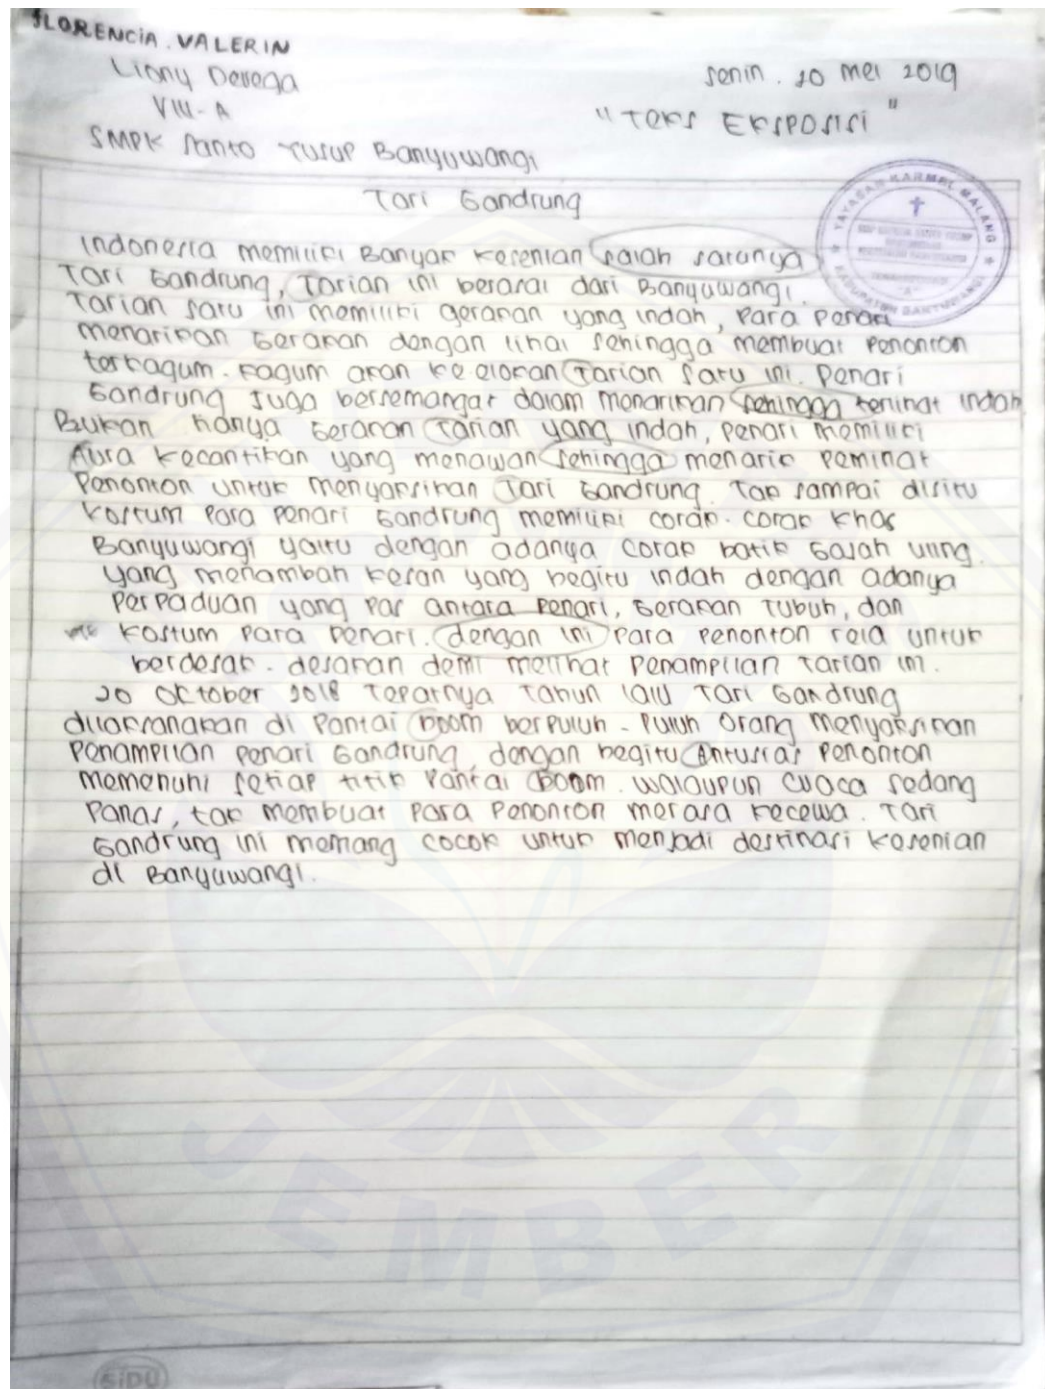 FLORENCIA. VALERIN
Liony Devega
VIII-A
SMPK Santo Yusup Banyuwangi
Senin. 20 Mei 2019
"TEKS EKSPOSISI"
YAYASAN KARMEL MALANG
KABUPATEN BANYUWANGI
"A"
Tari Gandrung
Indonesia memiliki Banyak kesenian salah satunya
Tari Gandrung, Tarian ini berasal dari Banyuwangi.
Tarian satu ini memiliki gerakan yang indah, Para Penari
menarikan Gerakan dengan lihai sehingga membuat Penonton
terkagum-kagum akan keelokan Tarian satu ini. Penari
Gandrung Juga bersemangat dalam menarikan sehingga terlihat indah
Bukan hanya Gerakan Tarian yang indah, penari memiliki
Aura kecantikan yang menawan sehingga menarik peminat
Penonton untuk menyaksikan Tari Gandrung. Tak sampai disitu
kostum Para Penari Gandrung memiliki corak-corak khas
Banyuwangi yaitu dengan adanya corak batik Gajah uling.
yang menambah kesan yang begitu indah dengan adanya
Perpaduan yang Pas antara Penari, Gerakan Tubuh, dan
kostum Para Penari. dengan ini Para Penonton rela untuk
berdesak-desakan demi melihat Penampilan Tarian ini.
20 Oktober 2018 Tepatnya Tahun lalu Tari Gandrung
dilaksanakan di Pantai Boom berpuluh-Puluh Orang menyaksikan
Penampilan penari Gandrung, dengan begitu Antusias Penonton
memenuhi setiap titik Pantai Boom. walaupun cuaca sedang
Panas, tak membuat Para Penonton merasa kecewa. Tari
Gandrung ini memang cocok untuk menjadi destinasi kesenian
di Banyuwangi.
SiDU
JEMBER